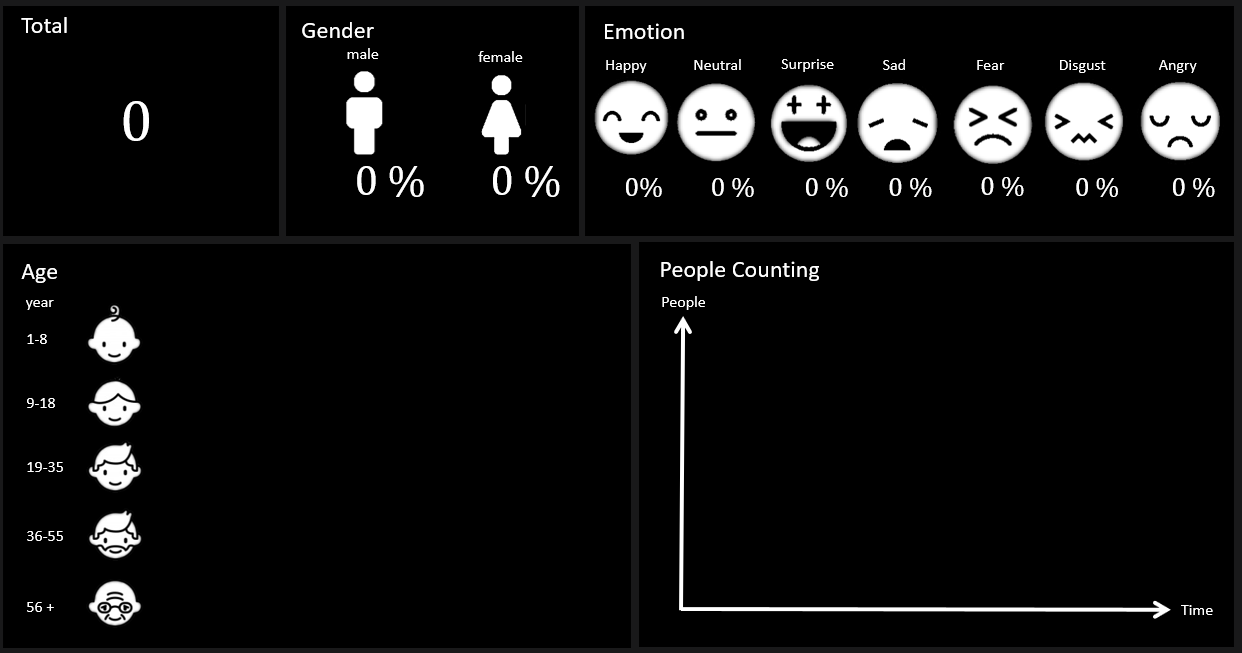 Total
0
Gender
male
female
0 %
0 %
Emotion
Happy
Neutral
Surprise
Sad
Fear
Disgust
Angry
0%
0 %
0 %
0 %
0 %
0 %
0 %
Age
year
1-8
9-18
19-35
36-55
56 +
People Counting
People
Time